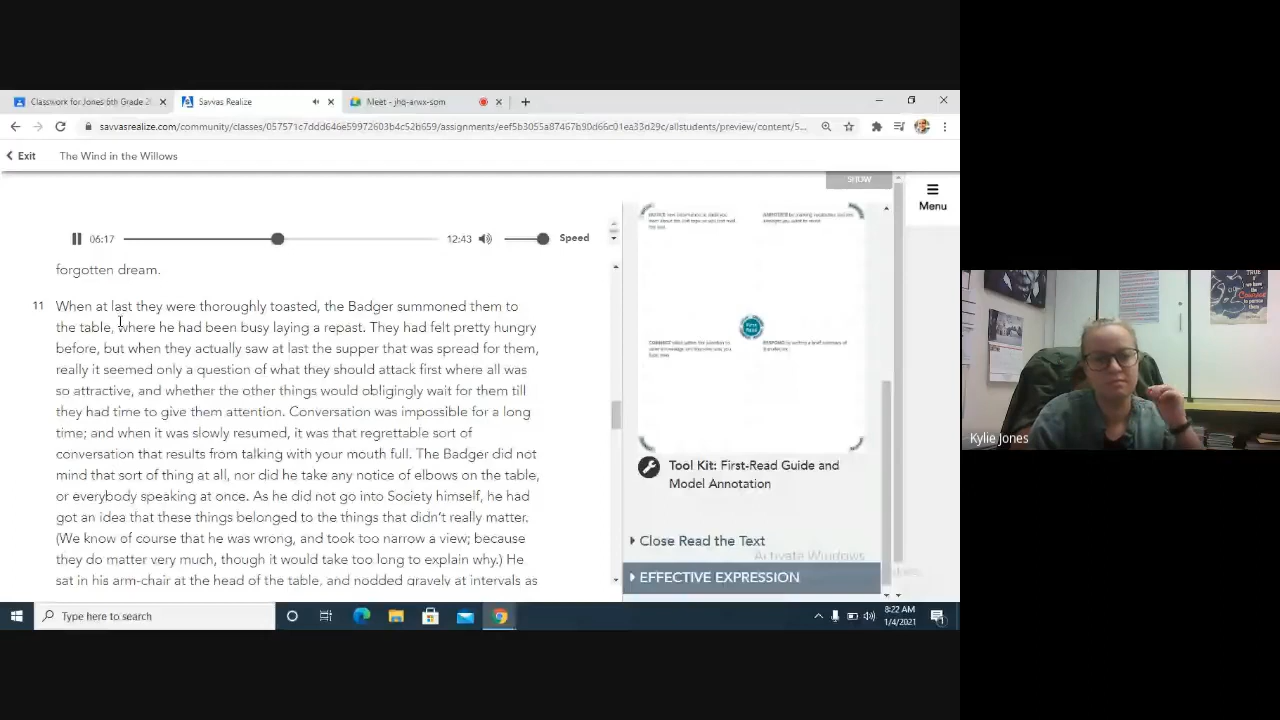 Classwork for Jones 6th Grade 2
Savvas Realize
Meet - jhq-anwx-som
savvasrealize.com/community/classes/057571c7ddd646e59972603b4c52b659/assignments/eef5b3055a87467b90d66c01ea33d29c/allstudents/preview/content/5...
Exit
The Wind in the Willows
SHOW
Menu
06:17
12:43
Speed
forgotten dream.
11 When at last they were thoroughly toasted, the Badger summoned them to
the table, where he had been busy laying a repast. They had felt pretty hungry
before, but when they actually saw at last the supper that was spread for them,
really it seemed only a question of what they should attack first where all was
so attractive, and whether the other things would obligingly wait for them till
they had time to give them attention. Conversation was impossible for a long
time; and when it was slowly resumed, it was that regrettable sort of
conversation that results from talking with your mouth full. The Badger did not
mind that sort of thing at all, nor did he take any notice of elbows on the table,
or everybody speaking at once. As he did not go into Society himself, he had
got an idea that these things belonged to the things that didn't really matter.
(We know of course that he was wrong, and took too narrow a view; because
they do matter very much, though it would take too long to explain why.) He
sat in his arm-chair at the head of the table, and nodded gravely at intervals as
First
Read
Tool Kit: First-Read Guide and
Model Annotation
Close Read the Text
Activate Windows
EFFECTIVE EXPRESSION
Type here to search
8:22 AM
1/4/2021
Kylie Jones
TRUE
COURAGE